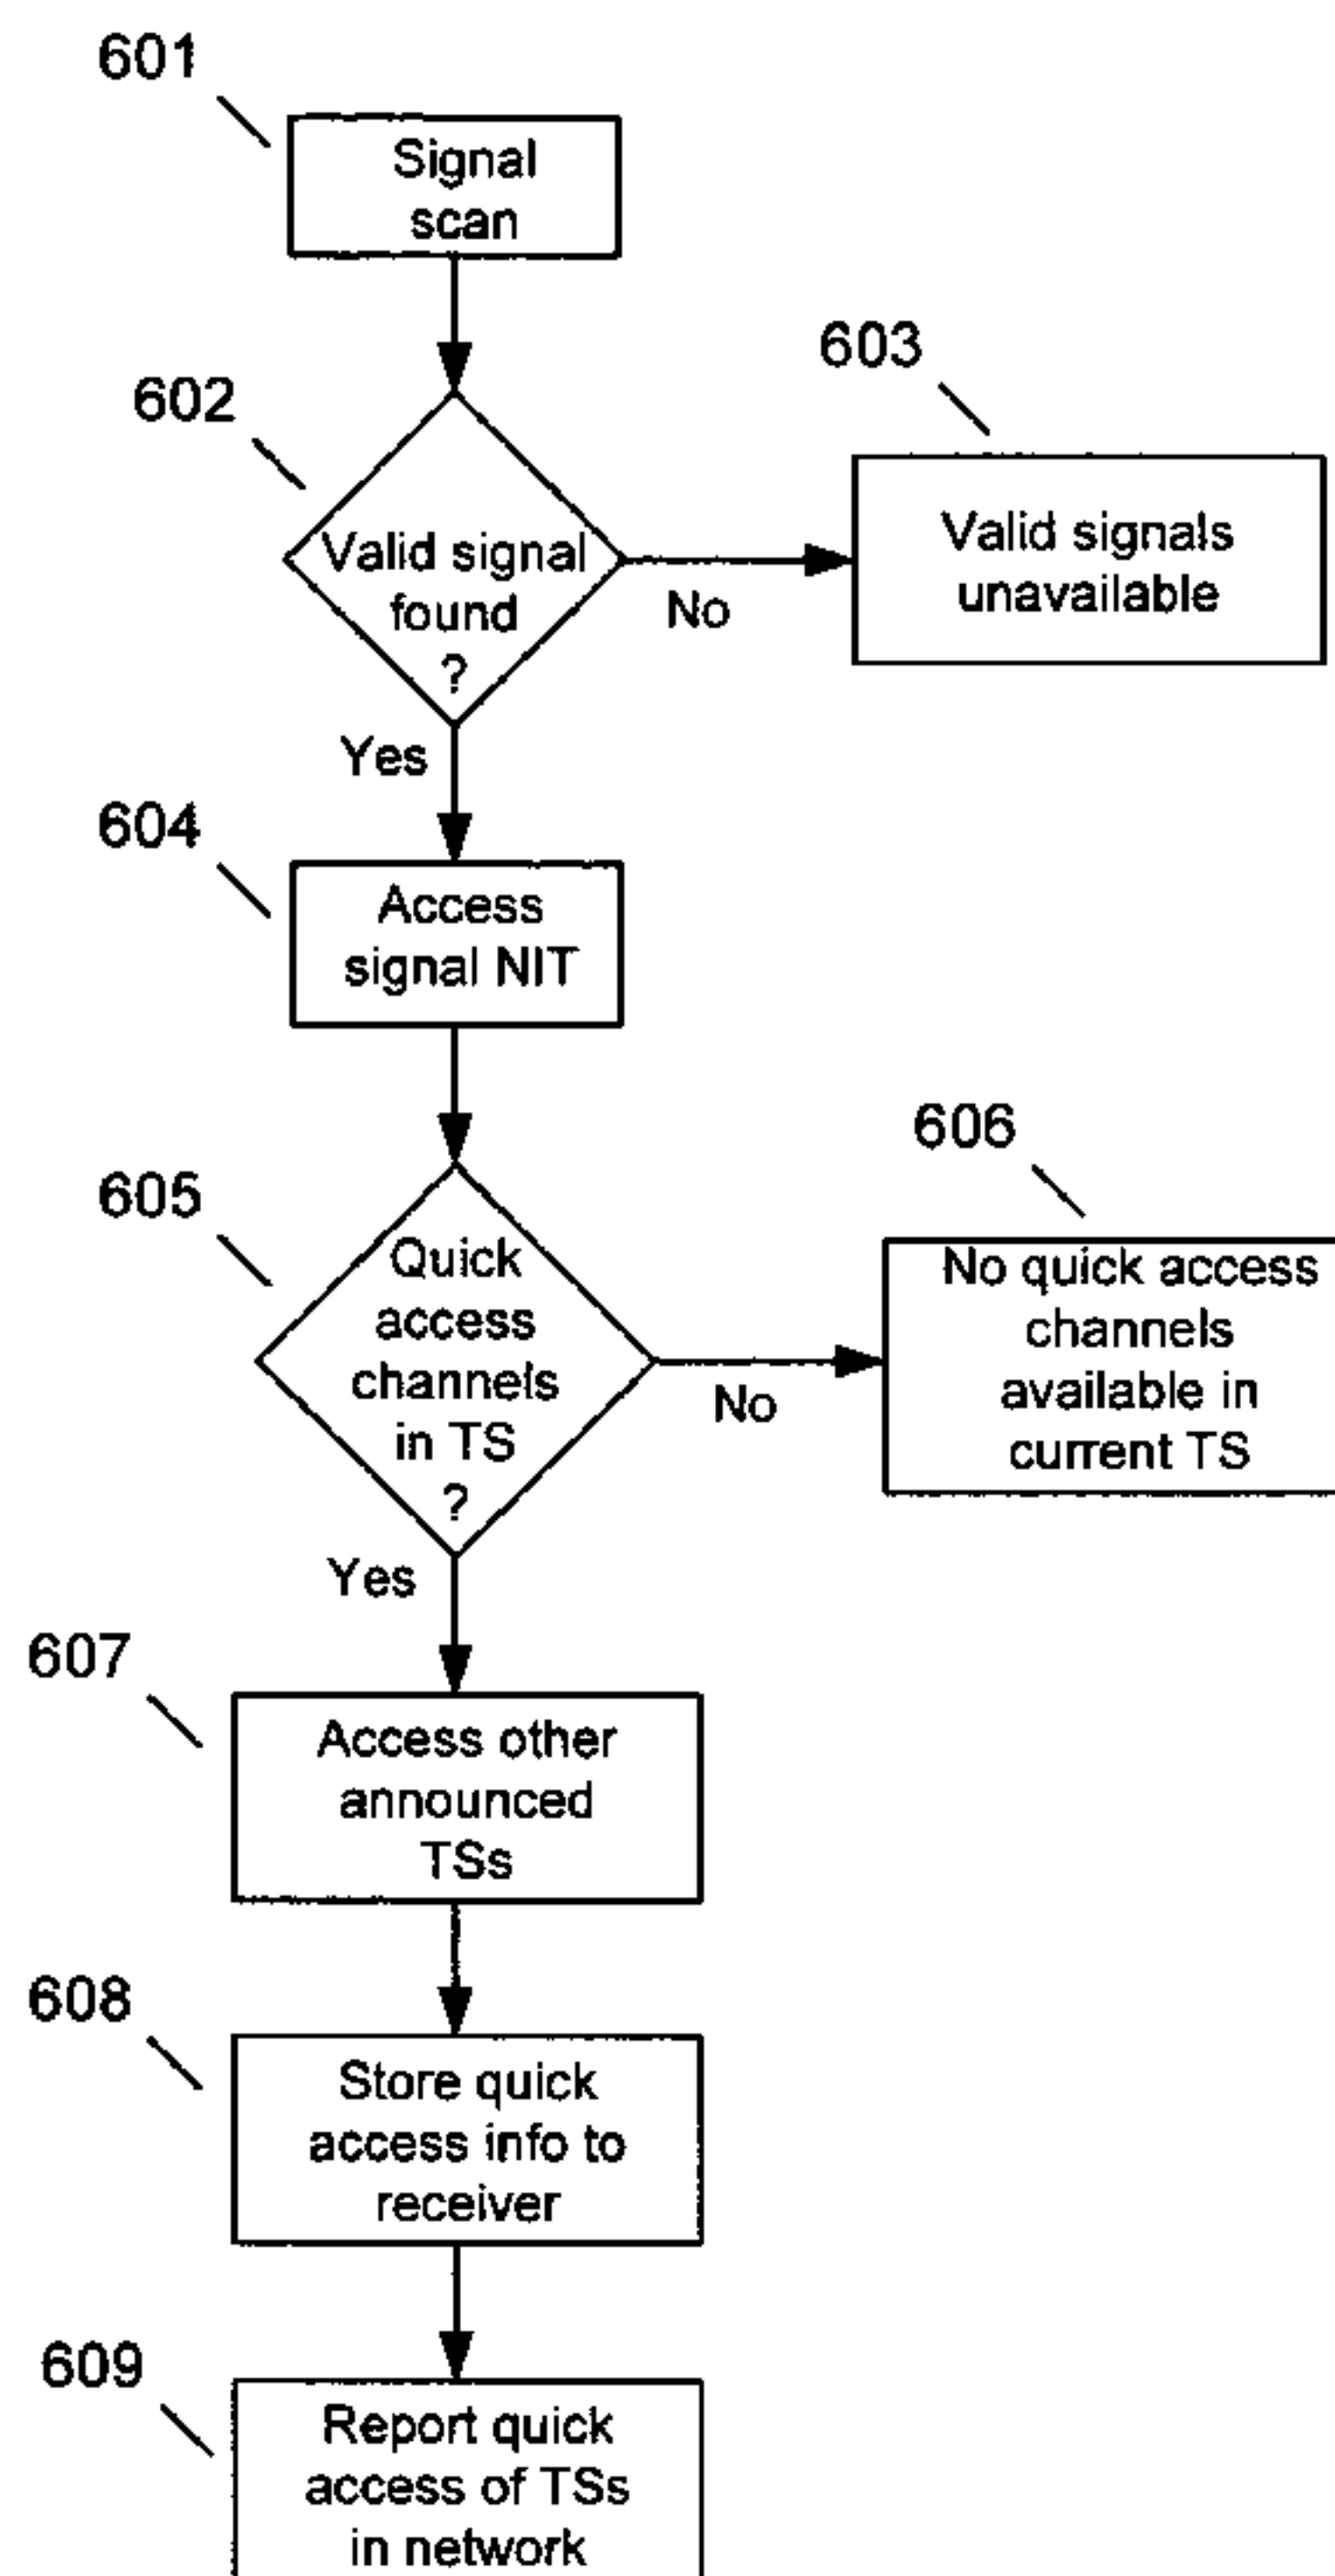 601
Signal
scan
602
603
Valid signal
found
?
No
Valid signals
unavailable
Yes
604
Access
signal NIT
605
606
Quick
access
channels
in TS
?
No
No quick access
channels
available in
current TS
Yes
607
Access other
announced
TSs
608
Store quick
access info to
receiver
609
Report quick
access of TSs
in network